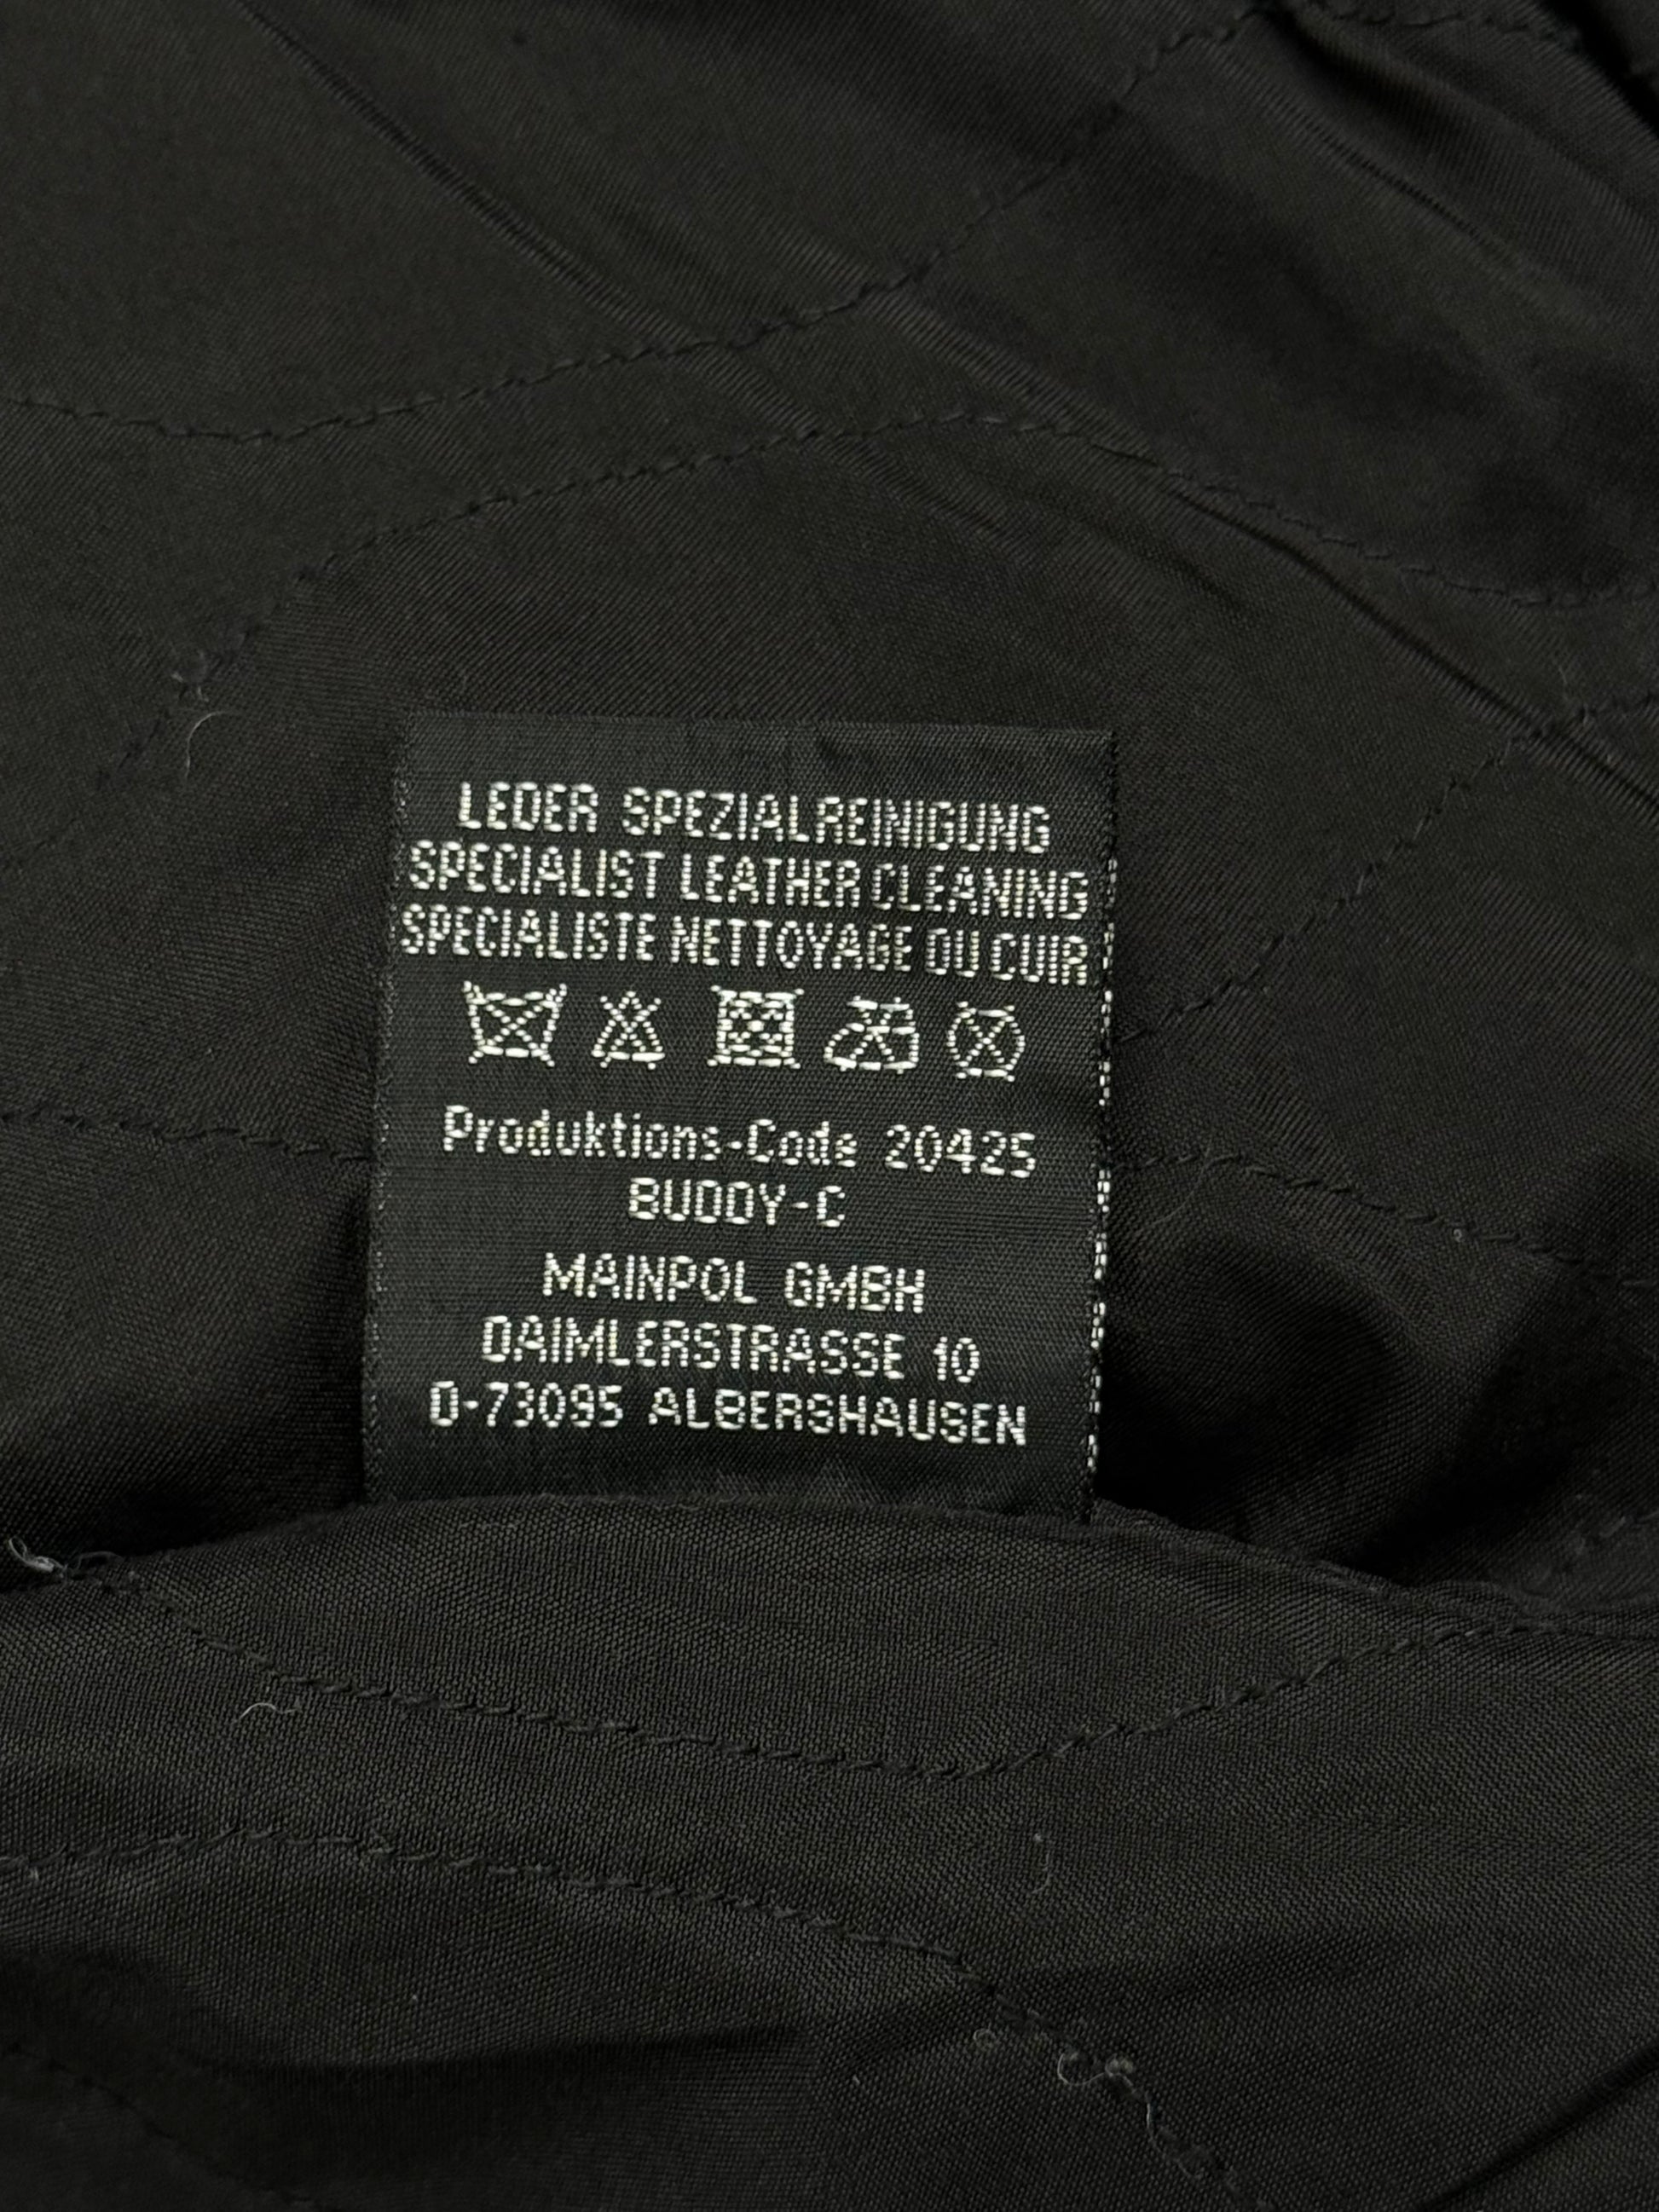 LEDER SPEZIALREINIGUNG
SPECIALIST LEATHER CLEANING
SPECIALISTE NETTOYAGE DU CUIR
Produktions-Code 20425
BUDDY-C
MAINPOL GMBH
DAIMLERSTRASSE 10
D-73095 ALBERSHAUSEN